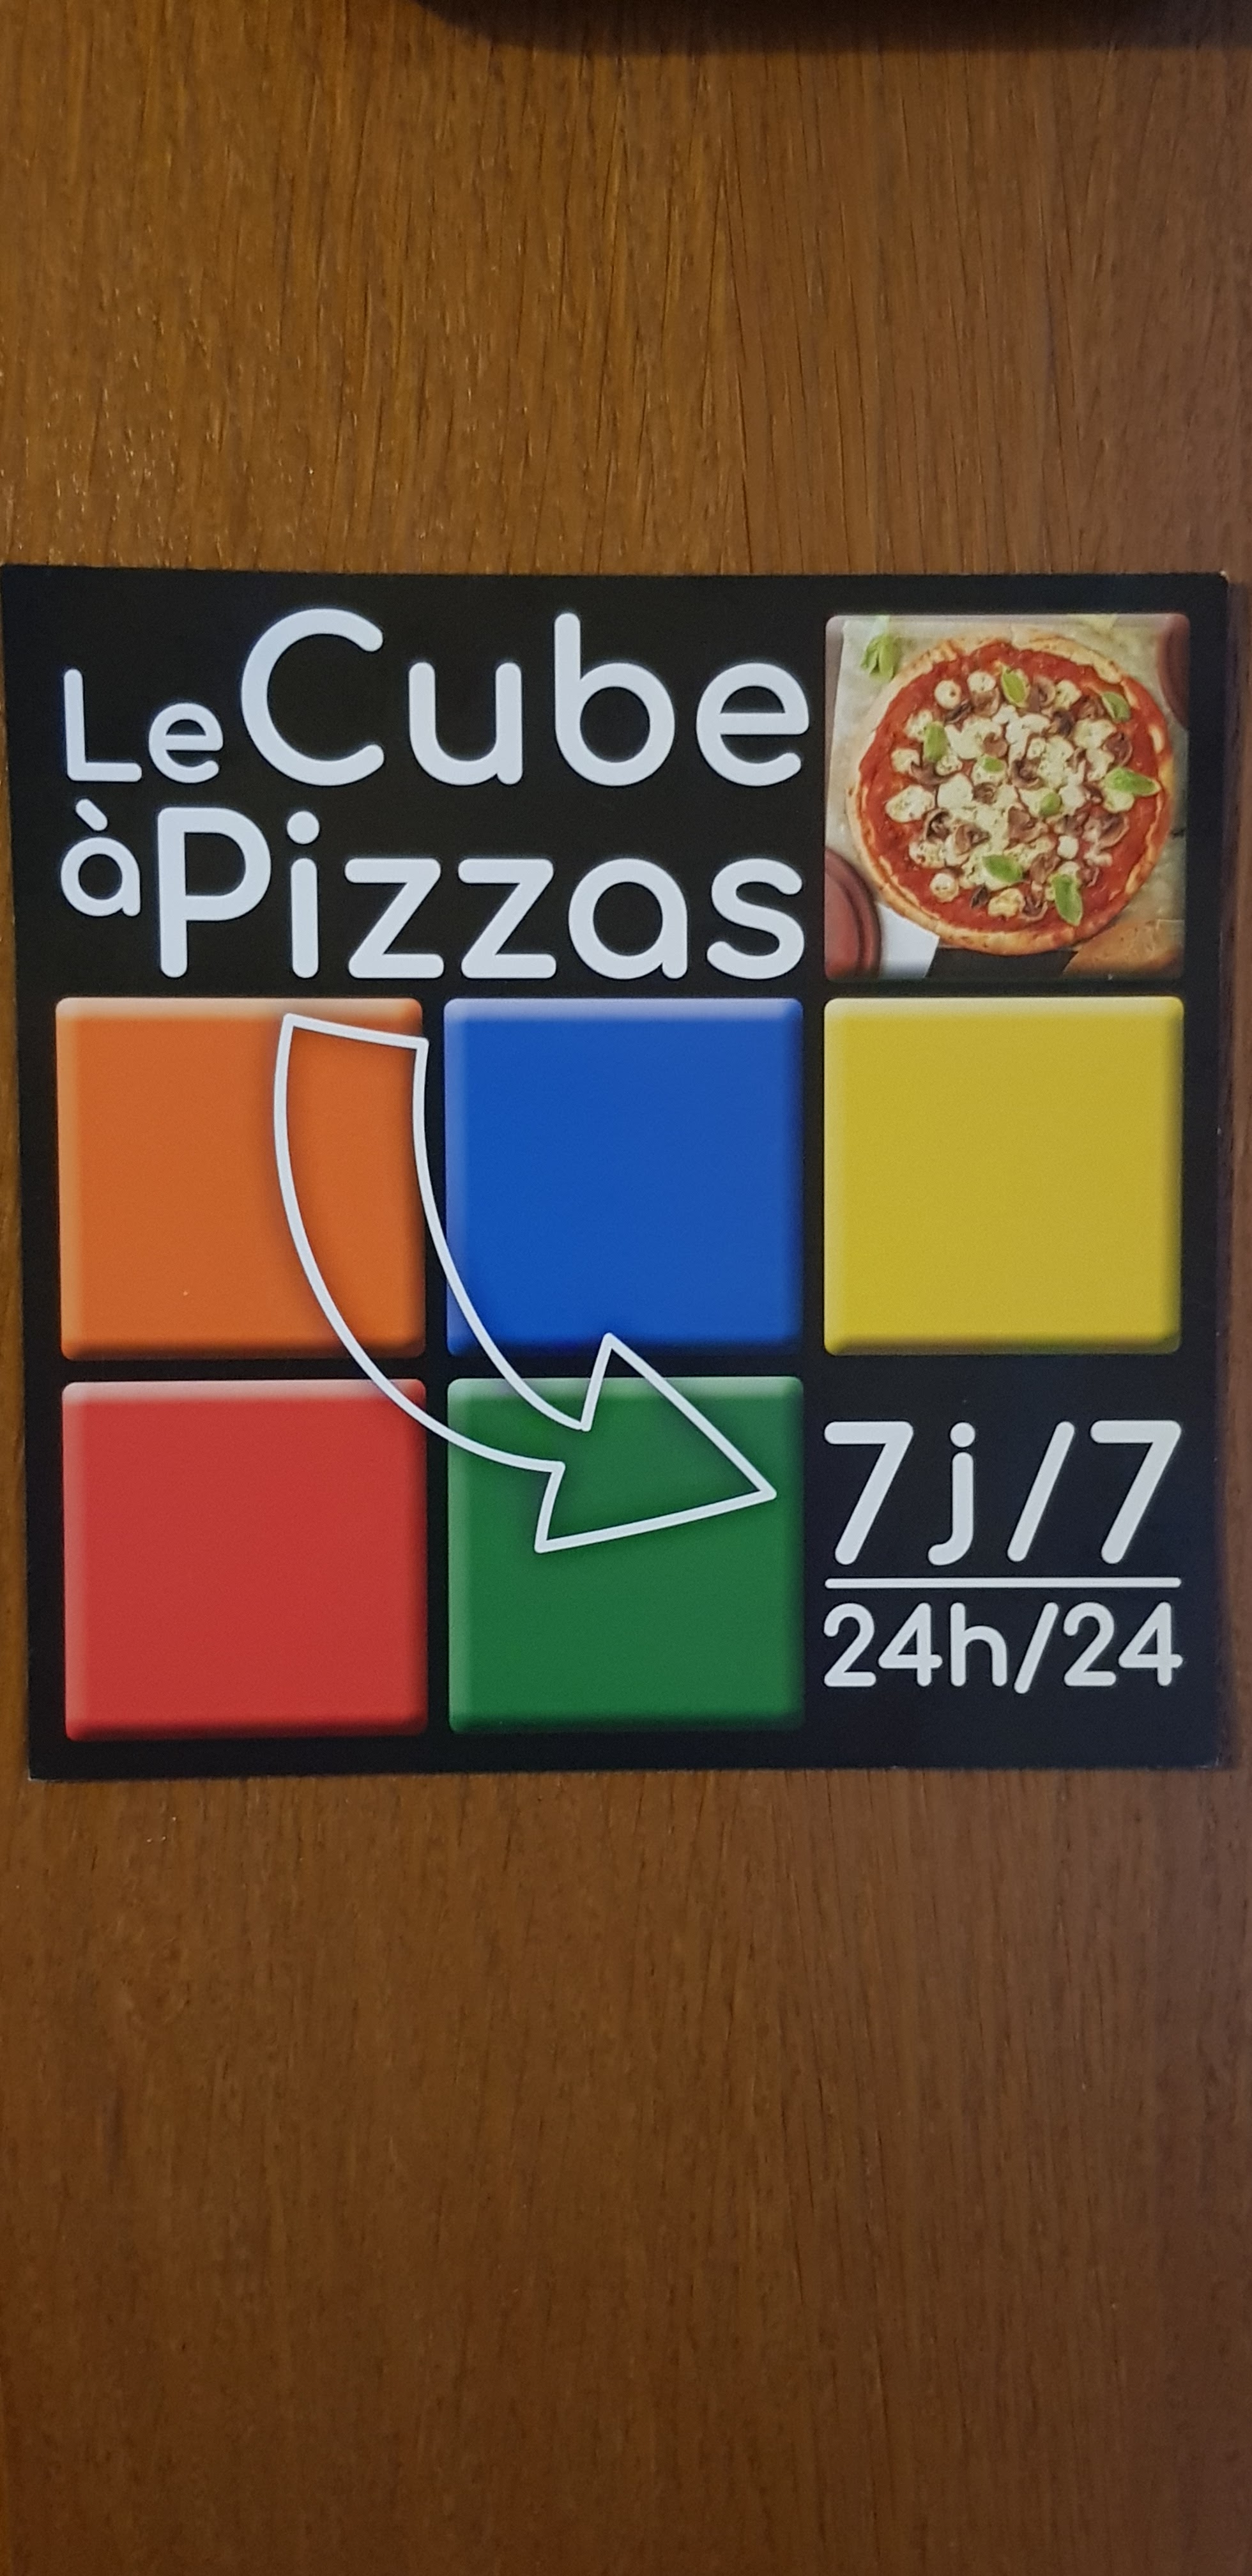 Le Cube
à Pizzas
7j/7
24h/24